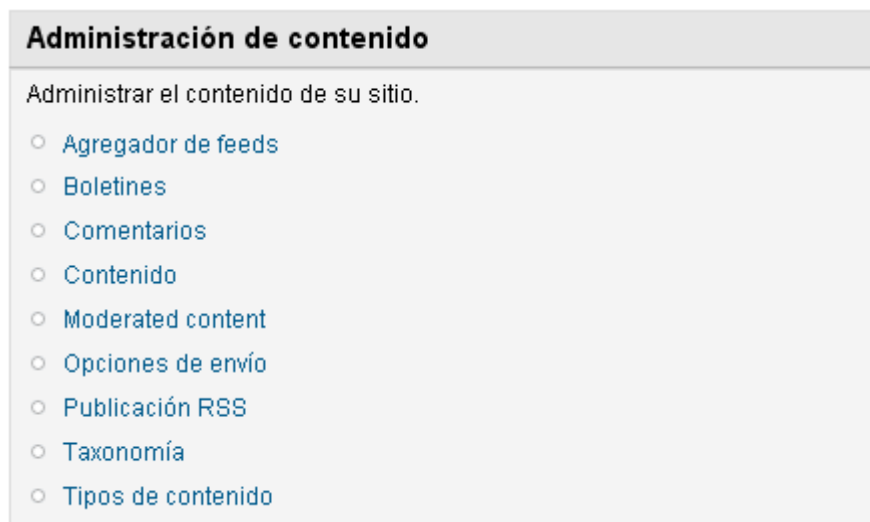 Administración de contenido
Administrar el contenido de su sitio.
Agregador de feeds
Boletines
Comentarios
Contenido
Moderated content
Opciones de envío
Publicación RSS
Taxonomía
Tipos de contenido